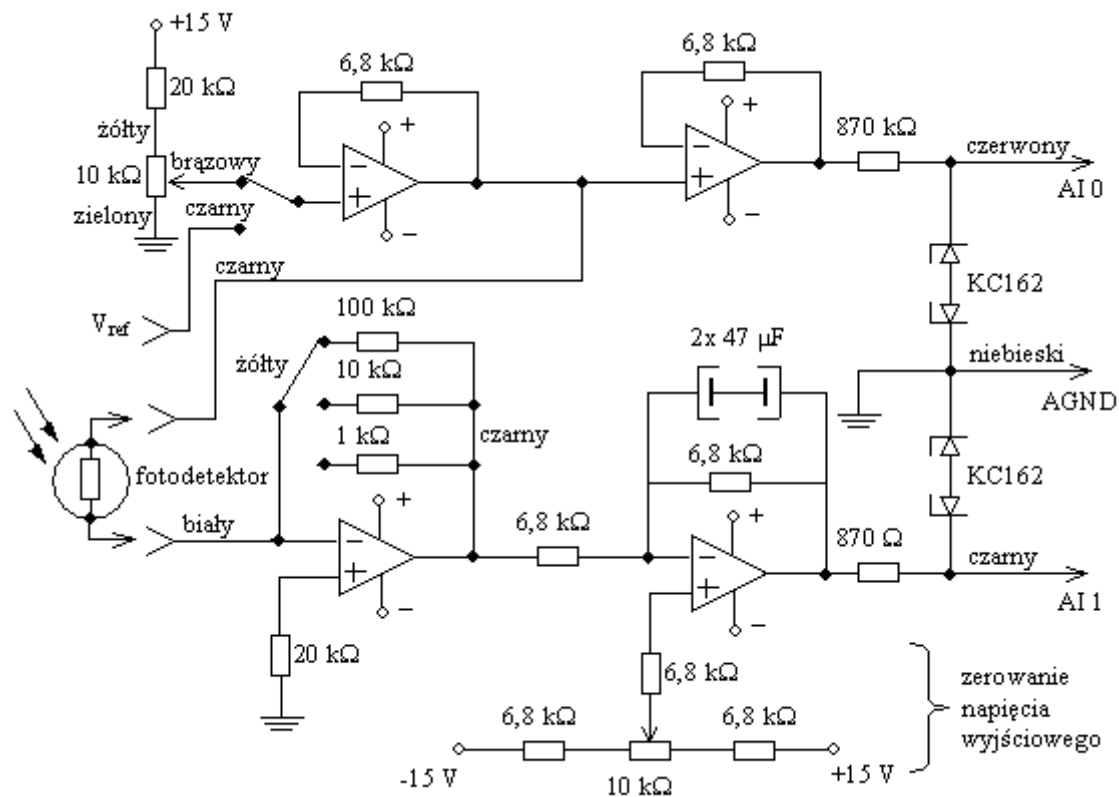 +15 V
20 kΩ
żółty
10 kΩ
brązowy
zielony
czarny
6,8 kΩ
+
−
−
+
6,8 kΩ
+
−
−
+
870 kΩ
czerwony
AI 0
KC162
czarny
Vref
100 kΩ
żółty
10 kΩ
1 kΩ
czarny
2x 47 μF
niebieski
AGND
fotodetektor
biały
+
−
−
+
20 kΩ
6,8 kΩ
6,8 kΩ
+
−
−
+
KC162
870 Ω
czarny
AI 1
6,8 kΩ
6,8 kΩ
6,8 kΩ
-15 V
10 kΩ
+15 V
zerowanie
napięcia
wyjściowego